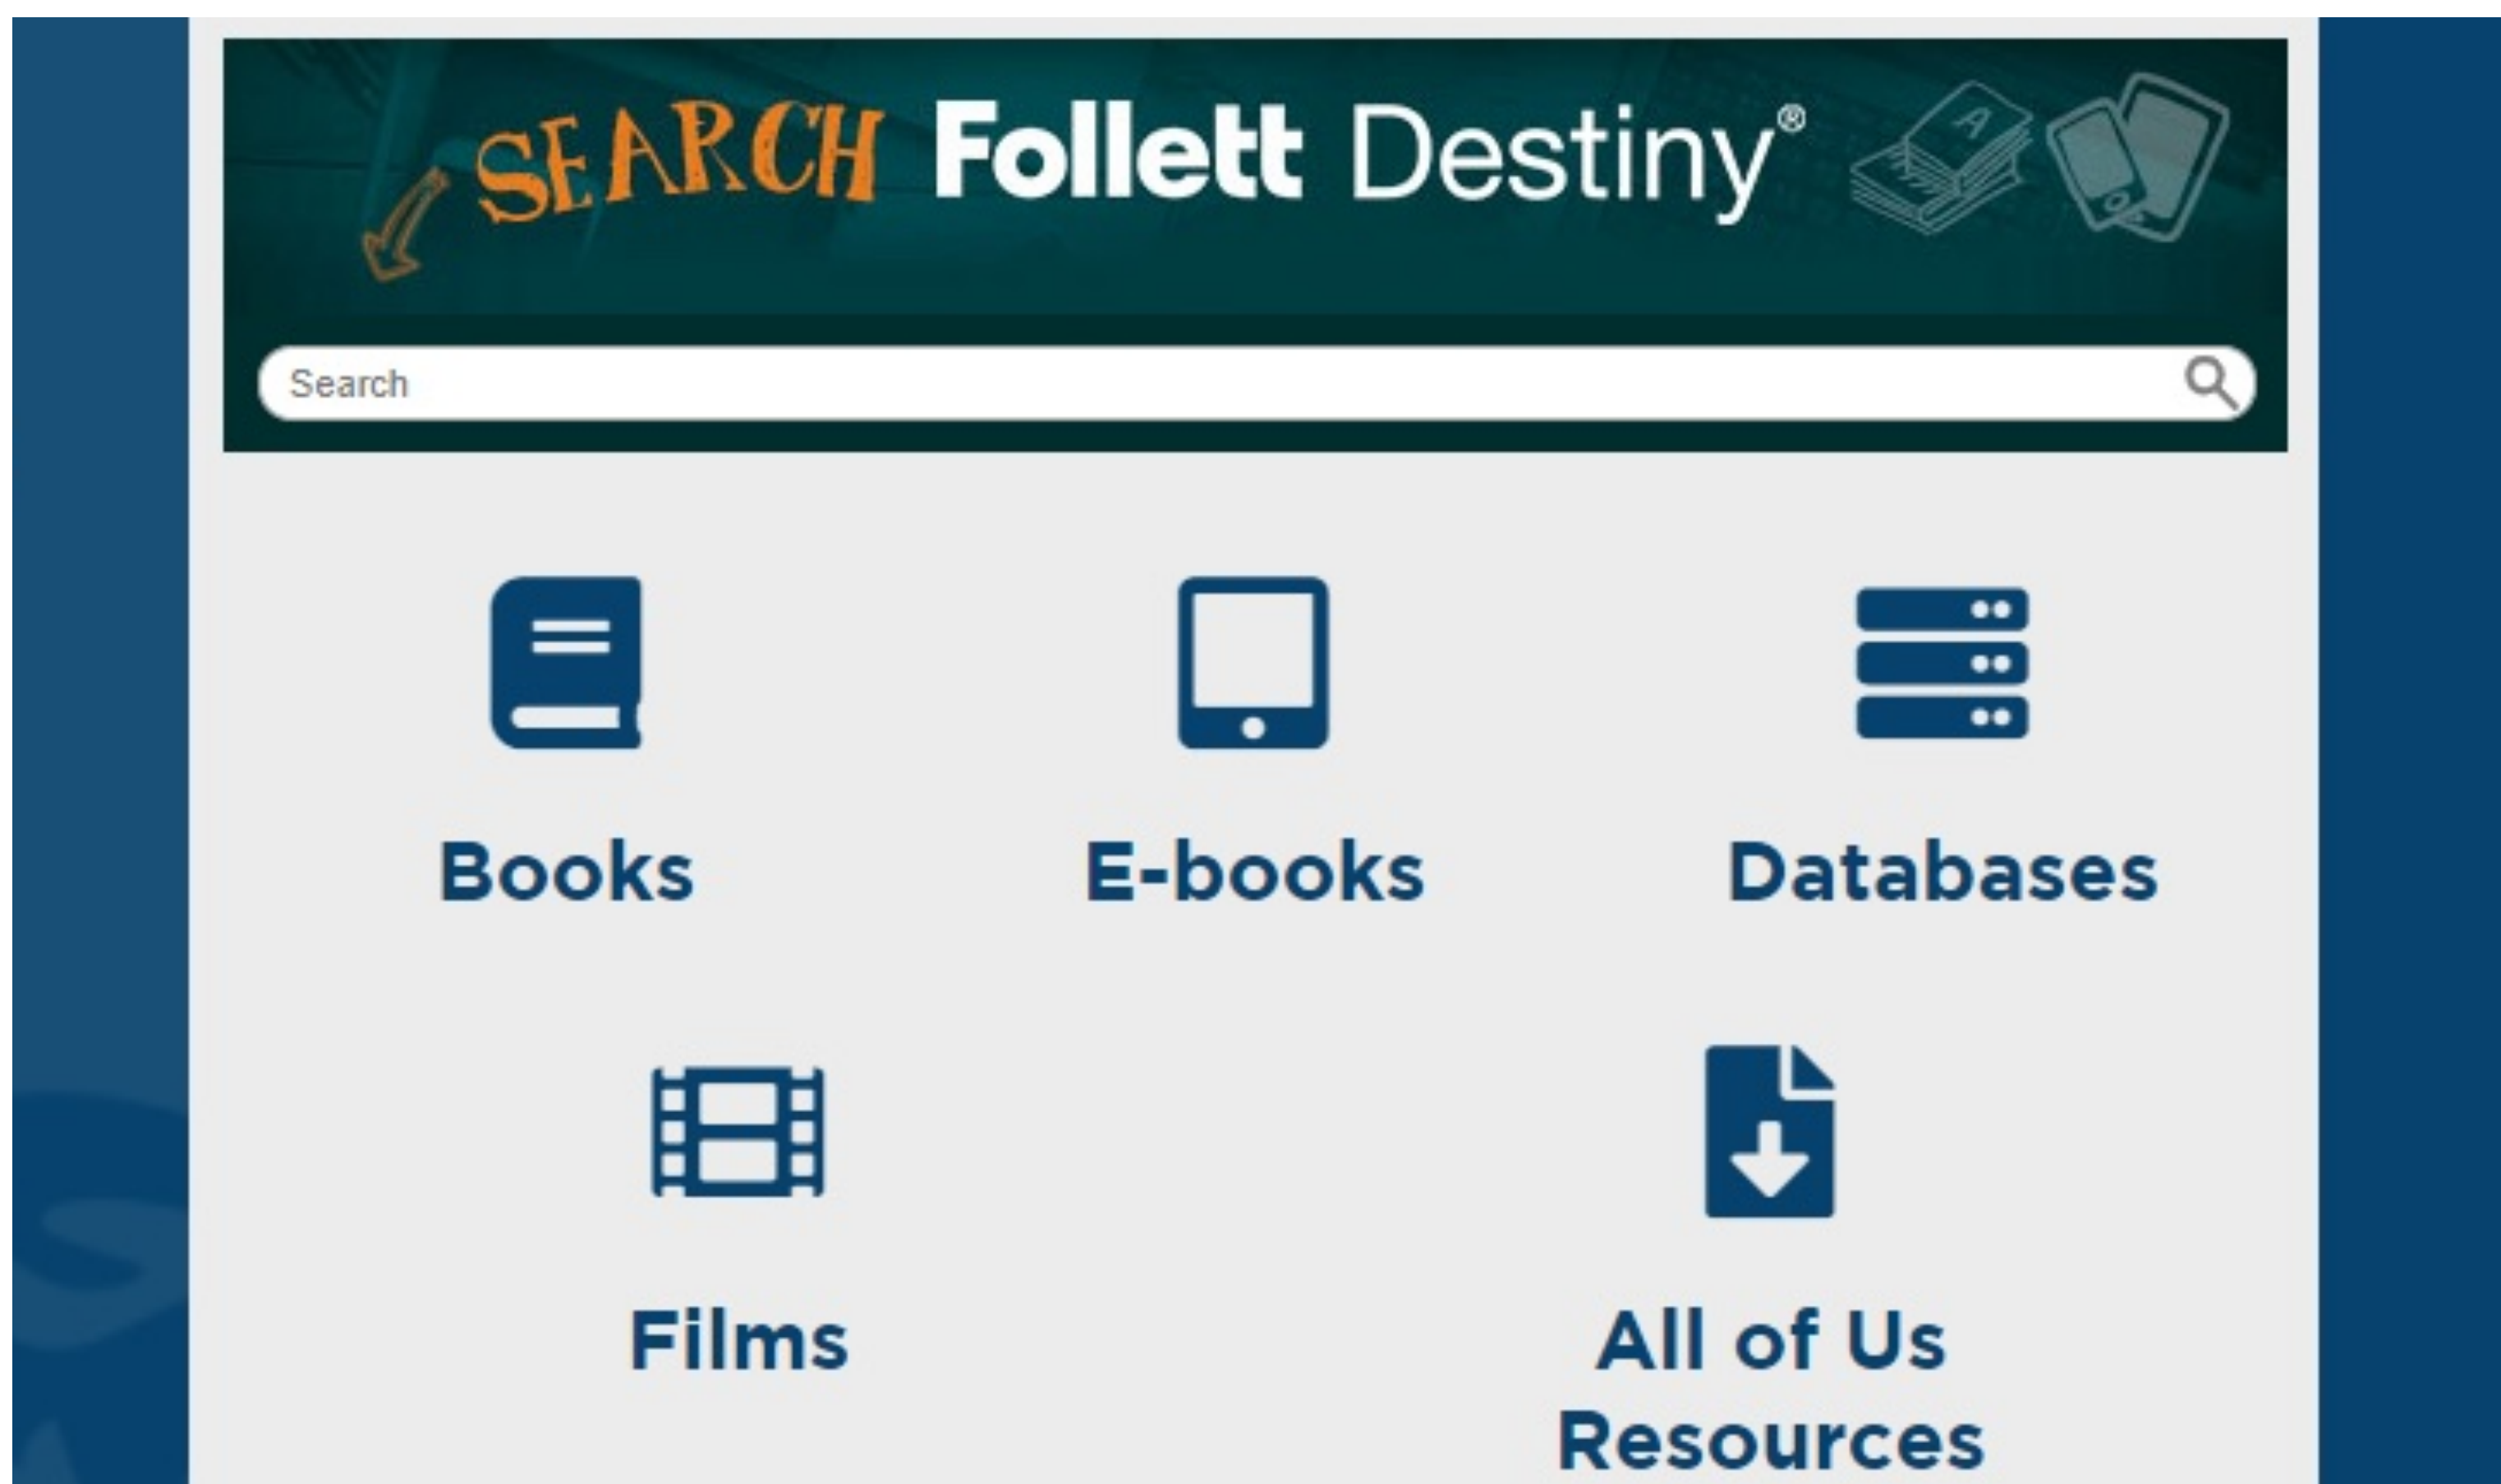 SEARCH Follett Destiny®
A
Search
Books E-books Databases
Films All of Us
Resources